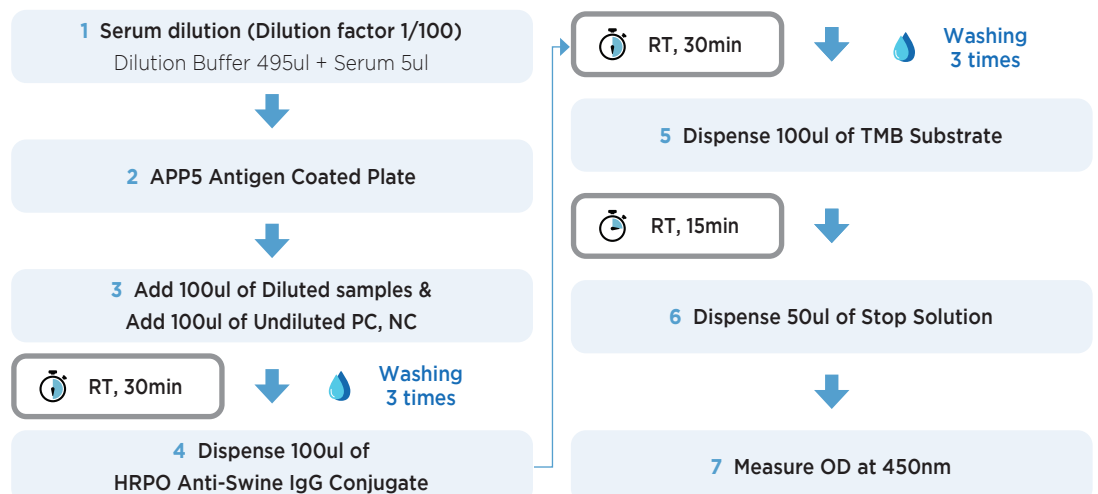 1 Serum dilution (Dilution factor 1/100)
Dilution Buffer 495ul + Serum 5ul
2 APP5 Antigen Coated Plate
3 Add 100ul of Diluted samples &
Add 100ul of Undiluted PC, NC
RT, 30min
Washing
3 times
4 Dispense 100ul of
HRPO Anti-Swine IgG Conjugate
RT, 30min
Washing
3 times
5 Dispense 100ul of TMB Substrate
RT, 15min
6 Dispense 50ul of Stop Solution
7 Measure OD at 450nm